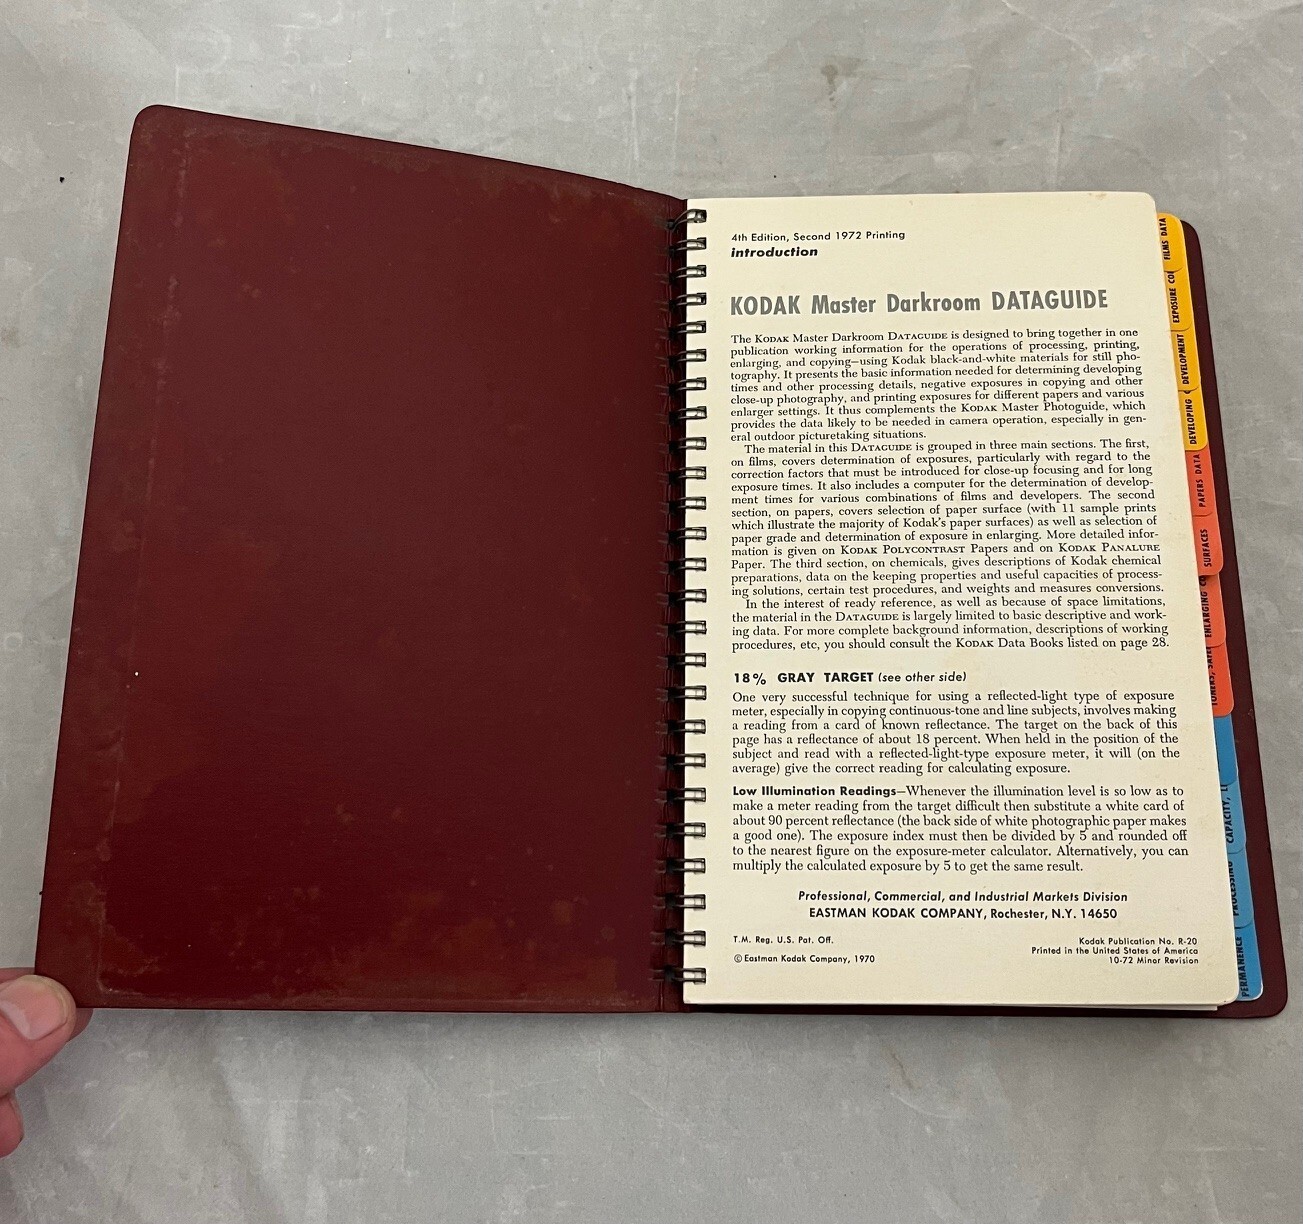 4th Edition, Second 1972 Printing
introduction
KODAK Master Darkroom DATAGUIDE
The KODAK Master Darkroom DATAGUIDE is designed to bring together in one
publication working information for the operations of processing, printing,
enlarging, and copying—using Kodak black-and-white materials for still pho-
tography. It presents the basic information needed for determining developing
times and other processing details, negative exposures in copying and other
close-up photography, and printing exposures for different papers and various
enlarger settings. It thus complements the KODAK Master Photoguide, which
provides the data likely to be needed in camera operation, especially in gen-
eral outdoor picturetaking situations.
The material in this DATAGUIDE is grouped in three main sections. The first,
on films, covers determination of exposures, particularly with regard to the
correction factors that must be introduced for close-up focusing and for long
exposure times. It also includes a computer for the determination of develop-
ment times for various combinations of films and developers. The second
section, on papers, covers selection of paper surface (with 11 sample prints
which illustrate the majority of Kodak's paper surfaces) as well as selection of
paper grade and determination of exposure in enlarging. More detailed infor-
mation is given on KODAK POLYCONTRAST Papers and on KODAK PANALURE
Paper. The third section, on chemicals, gives descriptions of Kodak chemical
preparations, data on the keeping properties and useful capacities of process-
ing solutions, certain test procedures, and weights and measures conversions.
In the interest of ready reference, as well as because of space limitations,
the material in the DATAGUIDE is largely limited to basic descriptive and work-
ing data. For more complete background information, descriptions of working
procedures, etc, you should consult the KODAK Data Books listed on page 28.
18% GRAY TARGET (see other side)
One very successful technique for using a reflected-light type of exposure
meter, especially in copying continuous-tone and line subjects, involves making
a reading from a card of known reflectance. The target on the back of this
page has a reflectance of about 18 percent. When held in the position of the
subject and read with a reflected-light-type exposure meter, it will (on the
average) give the correct reading for calculating exposure.
Low Illumination Readings—Whenever the illumination level is so low as to
make a meter reading from the target difficult then substitute a white card of
about 90 percent reflectance (the back side of white photographic paper makes
a good one). The exposure index must then be divided by 5 and rounded off
to the nearest figure on the exposure-meter calculator. Alternatively, you can
multiply the calculated exposure by 5 to get the same result.
Professional, Commercial, and Industrial Markets Division
EASTMAN KODAK COMPANY, Rochester, N.Y. 14650
T.M. Reg. U.S. Pat. Off.
© Eastman Kodak Company, 1970
Kodak Publication No. R-20
Printed in the United States of America
10-72 Minor Revision
FILMS DATA
EXPOSURE
DEVELOPMENT
DEVELOPING
PAPERS DATA
SURFACES
ENLARGING
CAPACITY,
PROCESSING
PERMANENCE